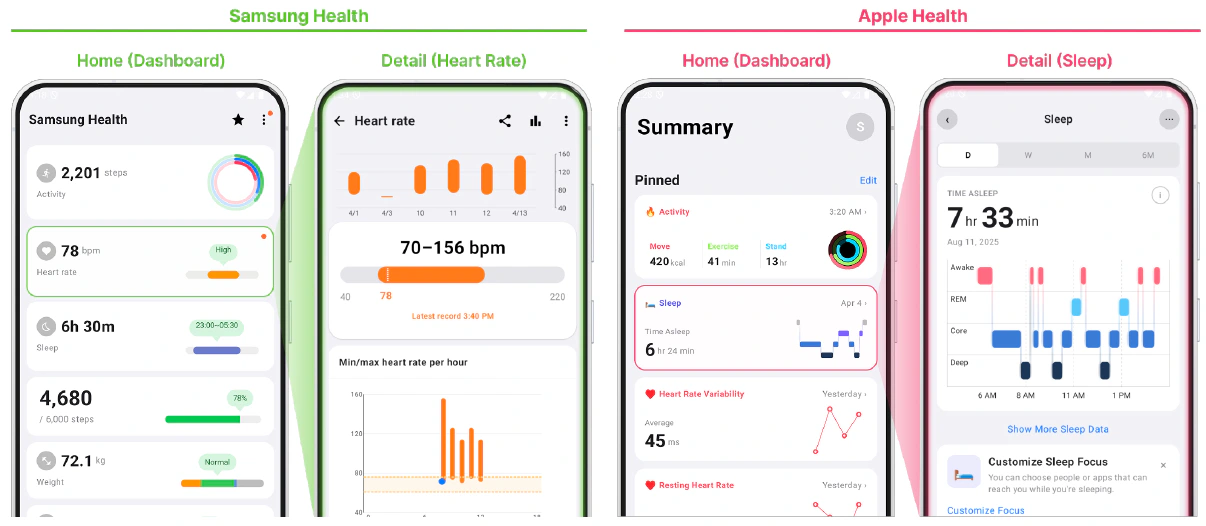 Samsung Health
Home (Dashboard)
Detail (Heart Rate)
Samsung Health
2,201 steps
Activity
78 bpm
High
Heart rate
6h 30m
23:00–05:30
Sleep
4,680
/ 6,000 steps
78%
72.1 kg
Normal
Weight
Heart rate
160
120
80
40
4/1
4/3
10
11
12
4/13
70–156 bpm
40
78
220
Latest record 3:40 PM
Min/max heart rate per hour
160
120
80
40
0
6
12
18
Apple Health
Home (Dashboard)
Detail (Sleep)
Summary
S
Pinned
Edit
Activity
3:20 AM ›
Move
Exercise
Stand
420 kcal
41 min
13 hr
Sleep
Apr 4 ›
Time Asleep
6 hr 24 min
Heart Rate Variability
Yesterday ›
Average
45 ms
Resting Heart Rate
Yesterday ›
‹
Sleep
...
D
W
M
6M
TIME ASLEEP
i
7 hr 33 min
Aug 11, 2025
Awake
REM
Core
Deep
6 AM
8 AM
11 AM
1 PM
Show More Sleep Data
Customize Sleep Focus
×
You can choose people or apps that can
reach you while you're sleeping.
Customize Focus